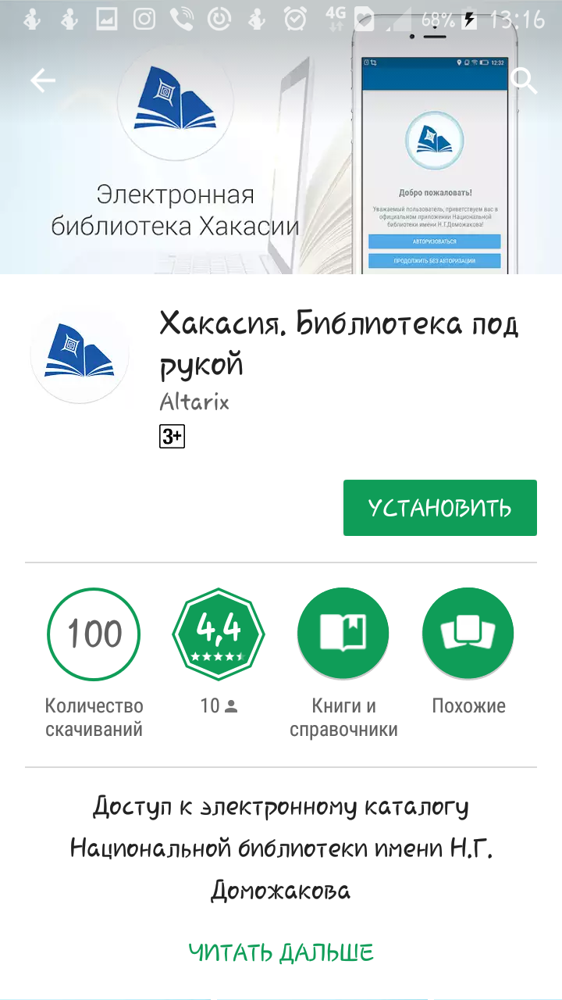 4G 68% 13:16
12:32
Электронная
библиотека Хакасии
Добро пожаловать!
Уважаемый пользователь, приветствуем вас в
официальном приложении Национальной
библиотеки имени Н.Г.Доможакова!
АВТОРИЗОВАТЬСЯ
ПРОДОЛЖИТЬ БЕЗ АВТОРИЗАЦИИ
Хакасия. Библиотека под
рукой
Altarix
3+
УСТАНОВИТЬ
100
4,4
Количество
скачиваний
10
Книги и
справочники
Похожие
Доступ к электронному каталогу
Национальной библиотеки имени Н.Г.
Доможакова
ЧИТАТЬ ДАЛЬШЕ